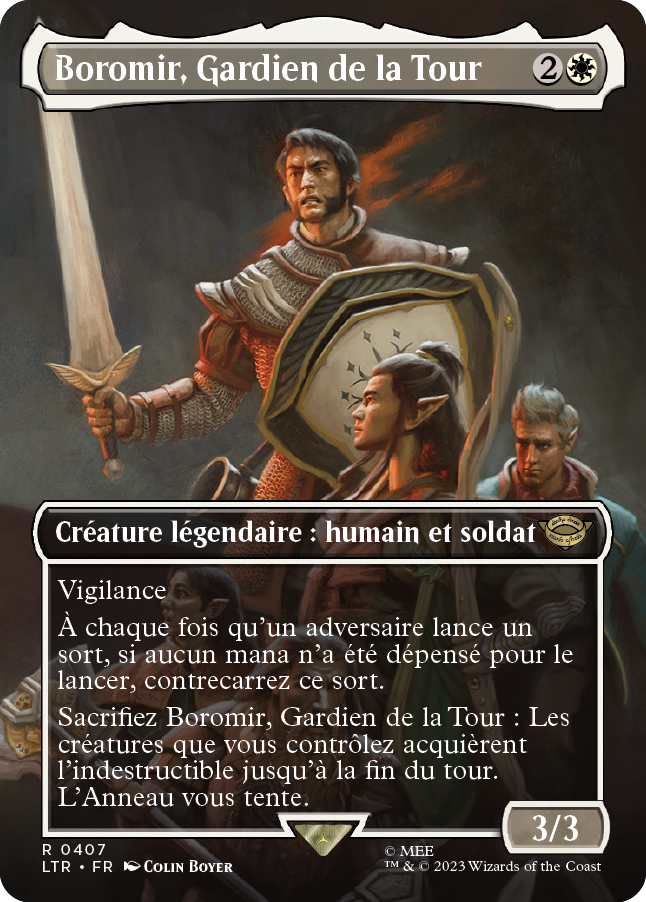 Boromir, Gardien de la Tour 2
Créature légendaire : humain et soldat
Vigilance
À chaque fois qu'un adversaire lance un
sort, si aucun mana n'a été dépensé pour le
lancer, contrecarrez ce sort.
Sacrifiez Boromir, Gardien de la Tour : Les
créatures que vous contrôlez acquièrent
l'indestructible jusqu'à la fin du tour.
L'Anneau vous tente.
3/3
R 0407
LTR • FR Colin Boyer
© MEE
™ & © 2023 Wizards of the Coast